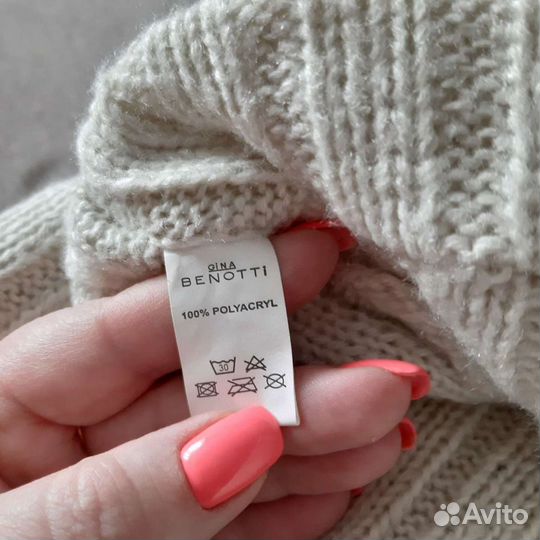 GINA
BENOTTI
100% POLYACRYL
30
Avito